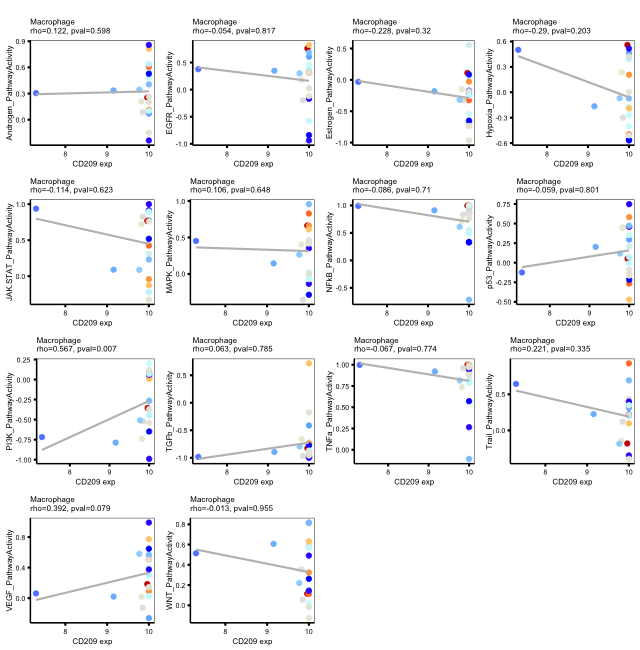 Macrophage
rho=0.122, pval=0.598
Androgen_PathwayActivity
0.9
0.6
0.3
0.0
8
9
10
CD209 exp
Macrophage
rho=-0.054, pval=0.817
EGFR_PathwayActivity
0.5
0.0
-0.5
-1.0
8
9
10
CD209 exp
Macrophage
rho=-0.228, pval=0.32
Estrogen_PathwayActivity
0.5
0.0
-0.5
-1.0
8
9
10
CD209 exp
Macrophage
rho=-0.29, pval=0.203
Hypoxia_PathwayActivity
0.6
0.3
0.0
-0.3
-0.6
8
9
10
CD209 exp
Macrophage
rho=-0.114, pval=0.623
JAK-STAT_PathwayActivity
1.0
0.5
0.0
8
9
10
CD209 exp
Macrophage
rho=0.106, pval=0.648
MAPK_PathwayActivity
1.0
0.5
0.0
8
9
10
CD209 exp
Macrophage
rho=-0.086, pval=0.71
NFkB_PathwayActivity
1.0
0.5
0.0
-0.5
8
9
10
CD209 exp
Macrophage
rho=-0.059, pval=0.801
p53_PathwayActivity
0.75
0.50
0.25
0.00
-0.25
-0.50
8
9
10
CD209 exp
Macrophage
rho=0.567, pval=0.007
PI3K_PathwayActivity
0.25
0.00
-0.25
-0.50
-0.75
-1.00
8
9
10
CD209 exp
Macrophage
rho=0.063, pval=0.785
TGFb_PathwayActivity
0.5
0.0
-0.5
-1.0
8
9
10
CD209 exp
Macrophage
rho=-0.067, pval=0.774
TNFa_PathwayActivity
1.00
0.75
0.50
0.25
0.00
8
9
10
CD209 exp
Macrophage
rho=0.221, pval=0.335
Trail_PathwayActivity
0.5
0.0
8
9
10
CD209 exp
Macrophage
rho=0.392, pval=0.079
VEGF_PathwayActivity
1.0
0.5
0.0
8
9
10
CD209 exp
Macrophage
rho=-0.013, pval=0.955
WNT_PathwayActivity
0.8
0.6
0.4
0.2
0.0
8
9
10
CD209 exp